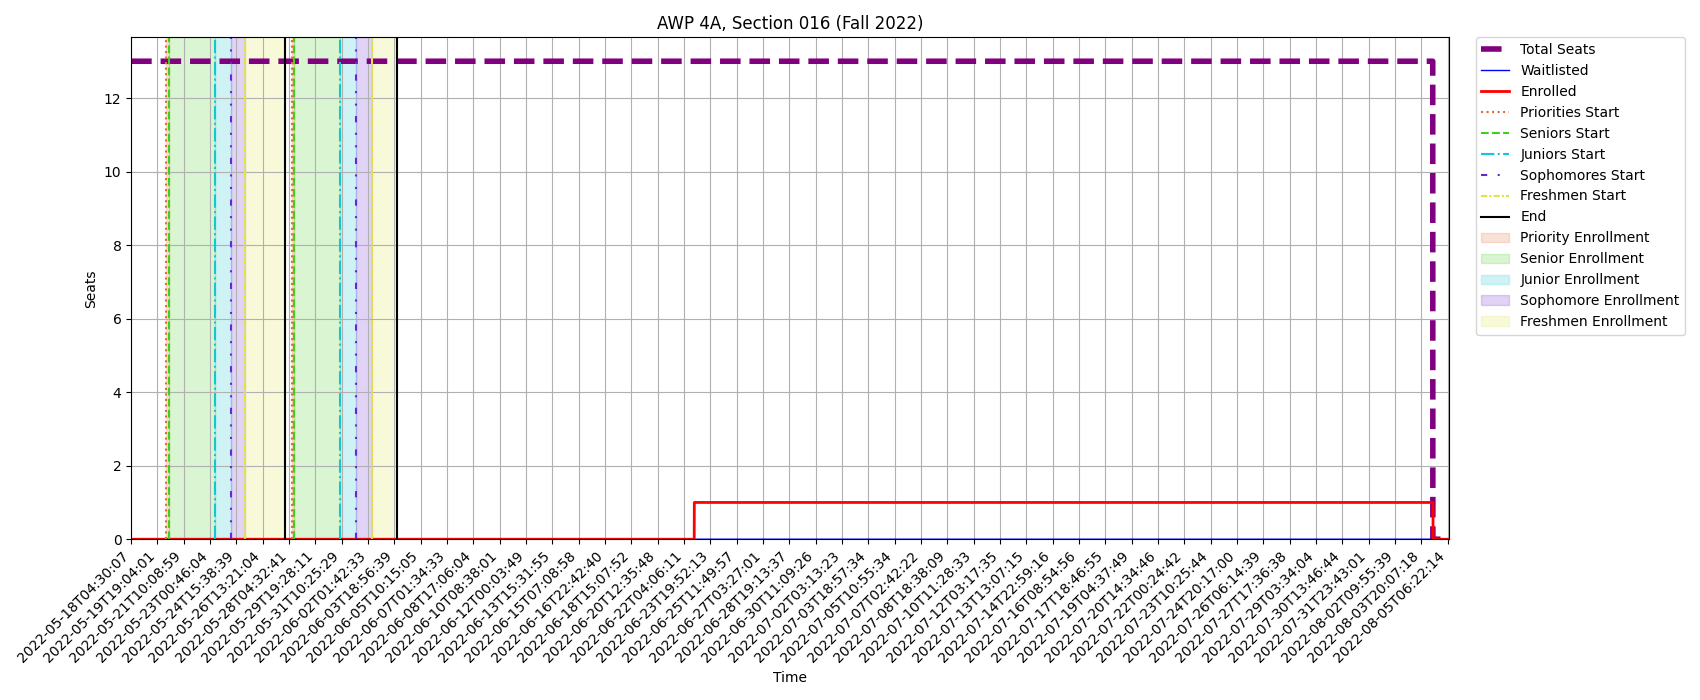 AWP 4A, Section 016 (Fall 2022)
Total Seats
Waitlisted
Enrolled
Priorities Start
Seniors Start
Juniors Start
Sophomores Start
Freshmen Start
End
Priority Enrollment
Senior Enrollment
Junior Enrollment
Sophomore Enrollment
Freshmen Enrollment
Seats
12
10
8
6
4
2
0
2022-05-18T04:30:07
2022-05-19T19:04:01
2022-05-21T10:08:59
2022-05-23T00:46:04
2022-05-24T15:38:39
2022-05-26T13:21:04
2022-05-28T04:32:41
2022-05-29T19:28:11
2022-05-31T10:25:29
2022-06-02T01:42:33
2022-06-03T18:56:39
2022-06-05T10:15:05
2022-06-07T01:34:33
2022-06-08T17:06:04
2022-06-10T08:38:01
2022-06-12T00:03:49
2022-06-13T15:31:55
2022-06-15T07:08:58
2022-06-16T22:42:40
2022-06-18T15:07:52
2022-06-20T12:35:48
2022-06-22T04:06:11
2022-06-23T19:52:13
2022-06-25T11:49:57
2022-06-27T03:27:01
2022-06-28T19:13:37
2022-06-30T11:09:26
2022-07-02T03:13:23
2022-07-03T18:57:34
2022-07-05T10:55:34
2022-07-07T02:42:22
2022-07-08T18:38:09
2022-07-10T11:28:33
2022-07-12T03:17:35
2022-07-13T13:07:15
2022-07-14T22:59:16
2022-07-16T08:54:56
2022-07-17T18:46:55
2022-07-19T04:37:49
2022-07-20T14:34:46
2022-07-22T00:24:42
2022-07-23T10:25:44
2022-07-24T20:17:00
2022-07-26T06:14:39
2022-07-27T17:36:38
2022-07-29T03:34:04
2022-07-30T13:46:44
2022-07-31T23:43:01
2022-08-02T09:55:39
2022-08-03T20:07:18
2022-08-05T06:22:14
Time